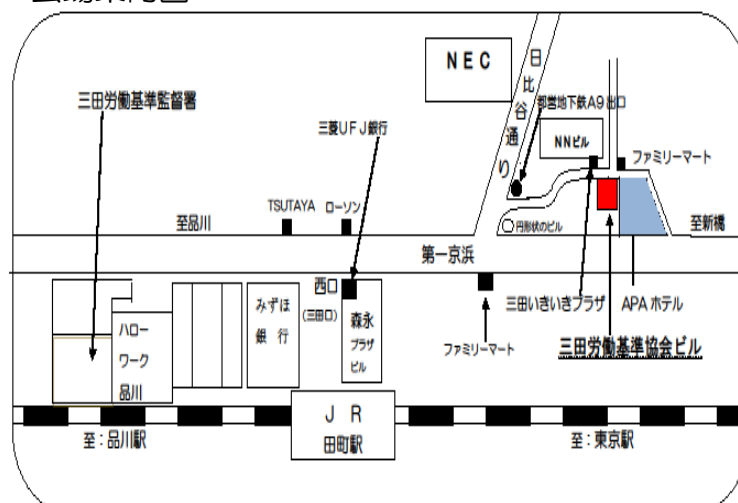 NEC
日比谷通り
三田労働基準監督署
都営地下鉄A9出口
三菱UFJ銀行
NNビル
ファミリーマート
TSUTAYA
ローソン
至品川
円形状のビル
至新橋
第一京浜
西口
(三田口)
みずほ
銀 行
森永
プラザ
ビル
三田いきいきプラザ
APAホテル
ハロー
ワーク
品川
ファミリーマート
三田労働基準協会ビル
JR
田町駅
至:品川駅
至:東京駅